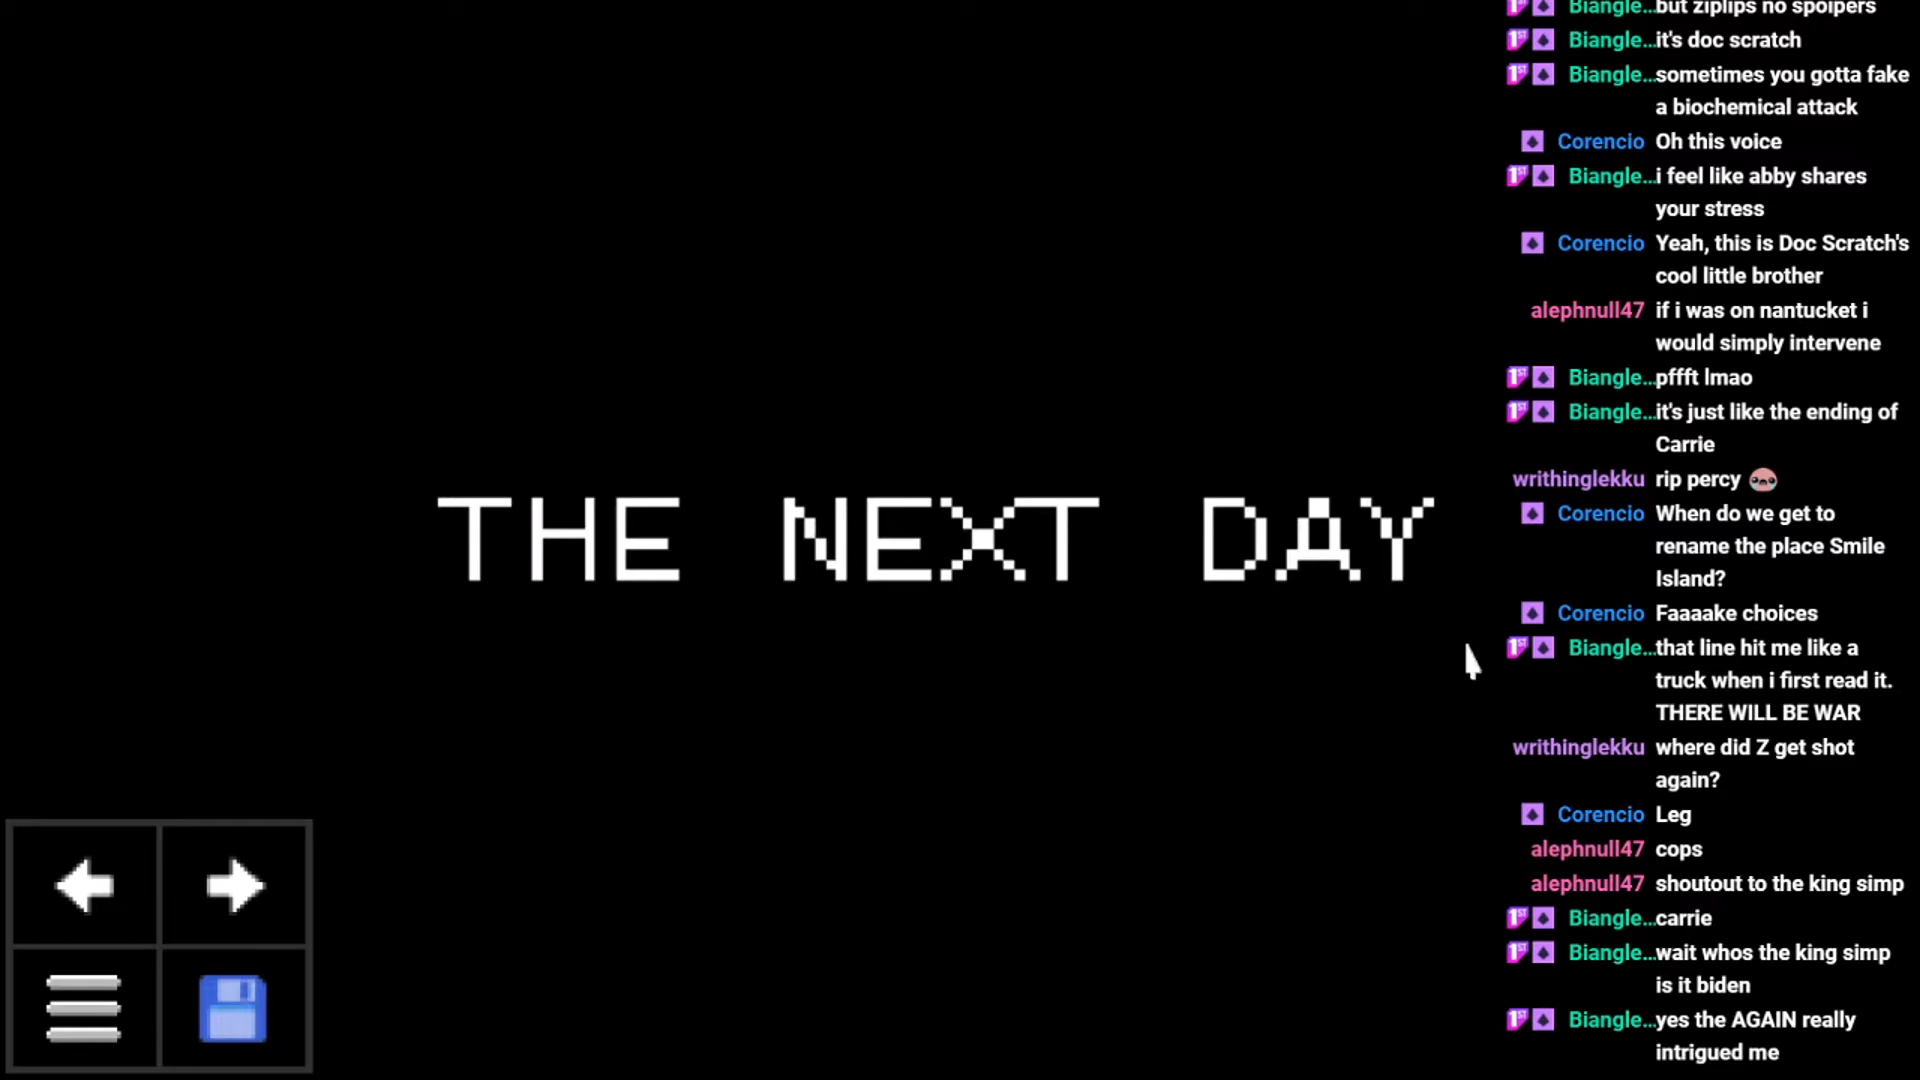 THE NEXT DAY
Biangle...but ziplips no spoipers
Biangle...it's doc scratch
Biangle...sometimes you gotta fake
a biochemical attack
Corencio Oh this voice
Biangle...i feel like abby shares
your stress
Corencio Yeah, this is Doc Scratch's
cool little brother
alephnull47 if i was on nantucket i
would simply intervene
Biangle...pffft lmao
Biangle...it's just like the ending of
Carrie
writhinglekku rip percy
Corencio When do we get to
rename the place Smile
Island?
Corencio Faaaake choices
Biangle...that line hit me like a
truck when i first read it.
THERE WILL BE WAR
writhinglekku where did Z get shot
again?
Corencio Leg
alephnull47 cops
alephnull47 shoutout to the king simp
Biangle...carrie
Biangle...wait whos the king simp
is it biden
Biangle...yes the AGAIN really
intrigued me